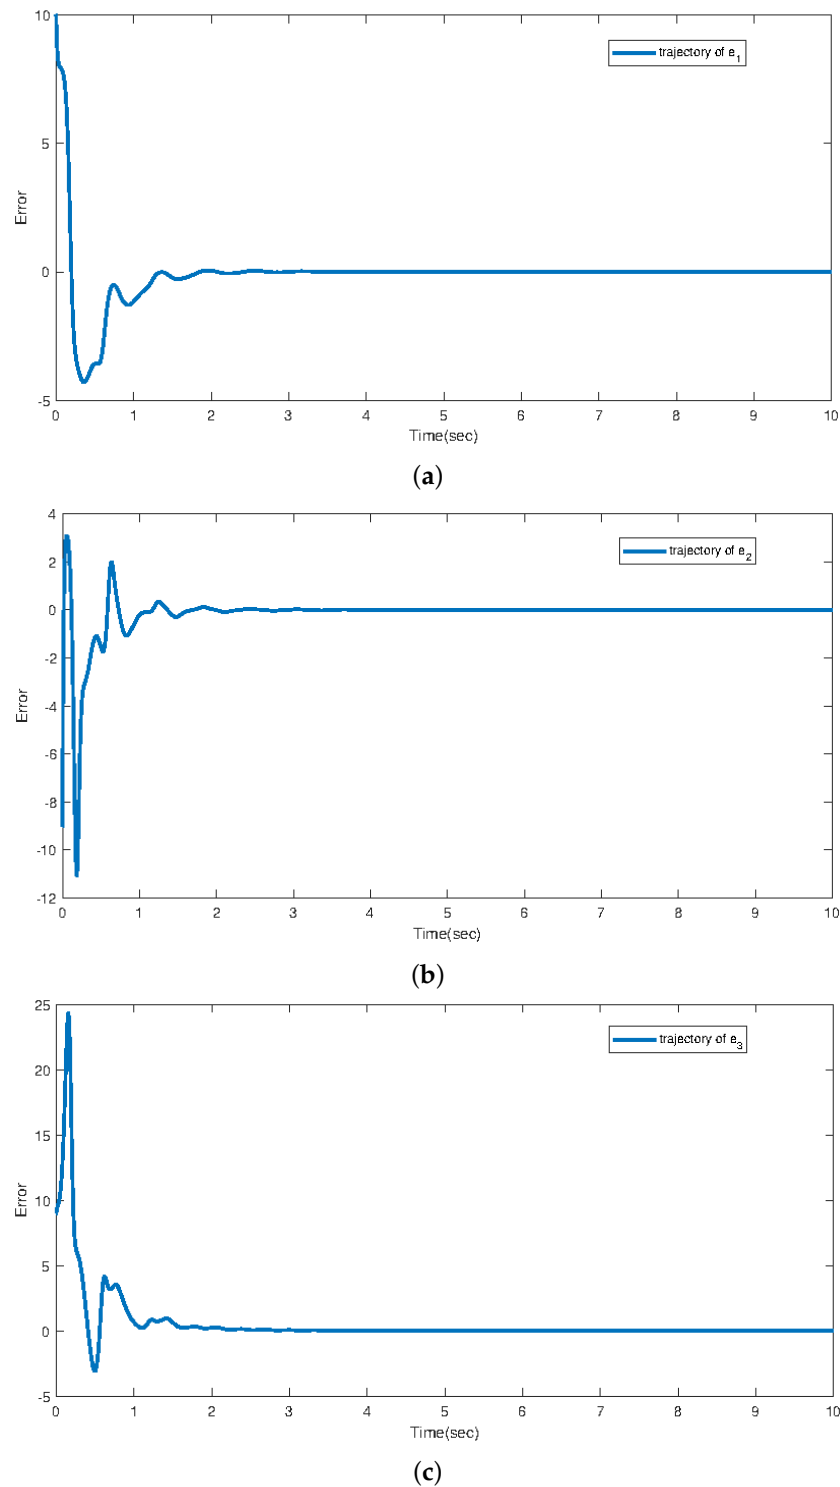 10
trajectory of e1
5
Error
0
-5
0 1 2 3 4 5 6 7 8 9 10
Time(sec)
(a)
4
trajectory of e2
2
0
-2
-4
Error
-6
-8
-10
-12
0 1 2 3 4 5 6 7 8 9 10
Time(sec)
(b)
25
trajectory of e3
20
15
10
Error
5
0
-5
0 1 2 3 4 5 6 7 8 9 10
Time(sec)
(c)